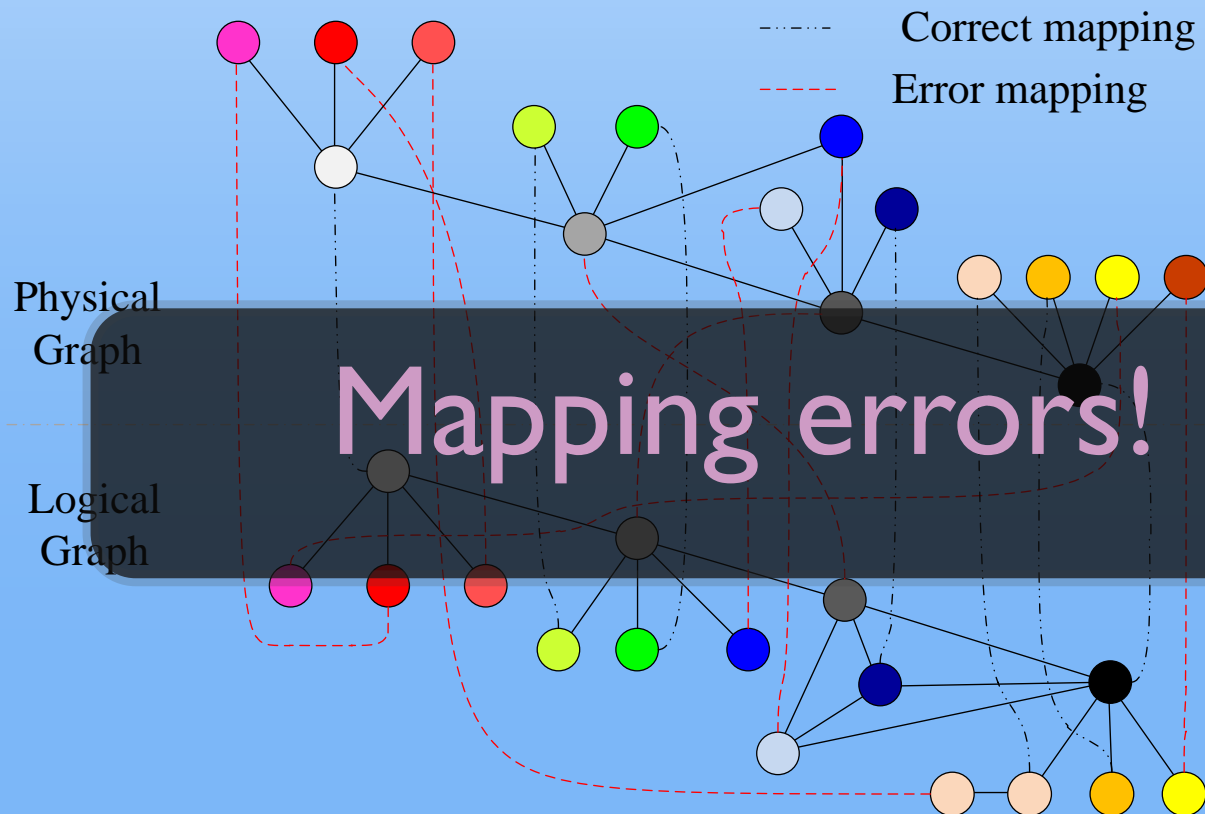 Correct mapping
Error mapping
Physical
Graph
Mapping errors!
Logical
Graph